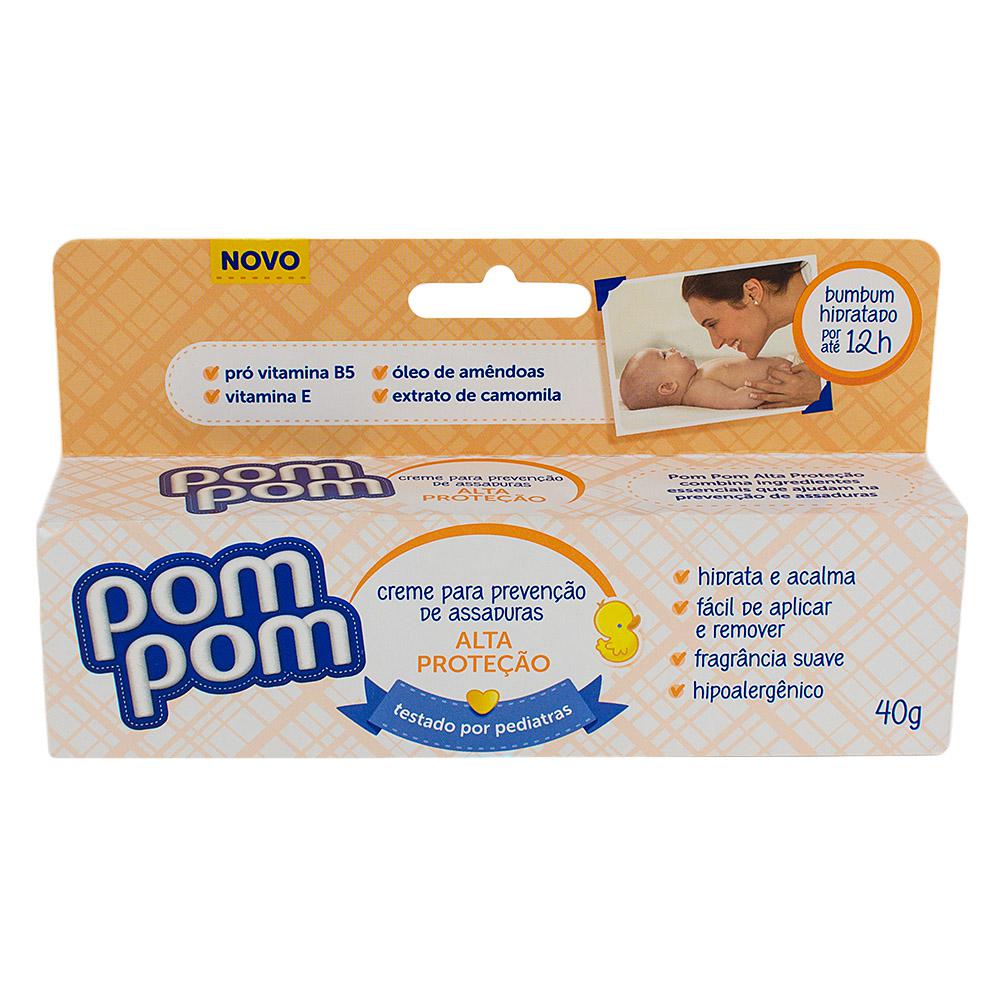 NOVO
bumbum
hidratado
por até 12h
pró vitamina B5
óleo de amêndoas
vitamina E
extrato de camomila
pom
pom
creme para prevenção
de assaduras
ALTA
PROTEÇÃO
Pom Pom Alta Proteção
combina ingredientes
essenciais que ajudam na
prevenção de assaduras
pom
pom
creme para prevenção
de assaduras
ALTA
PROTEÇÃO
testado por pediatras
hidrata e acalma
fácil de aplicar
e remover
fragrância suave
hipoalergênico
40g